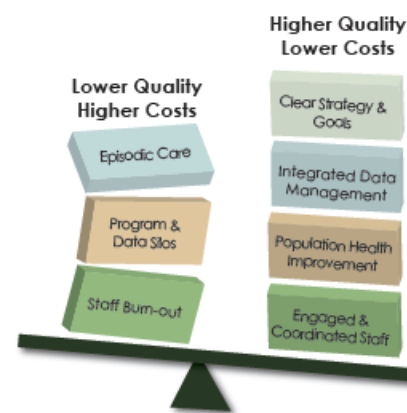 Higher Quality
Lower Costs
Lower Quality
Higher Costs
Episodic Care
Program &
Data Silos
Staff Burn-out
Clear Strategy &
Goals
Integrated Data
Management
Population Health
Improvement
Engaged &
Coordinated Staff